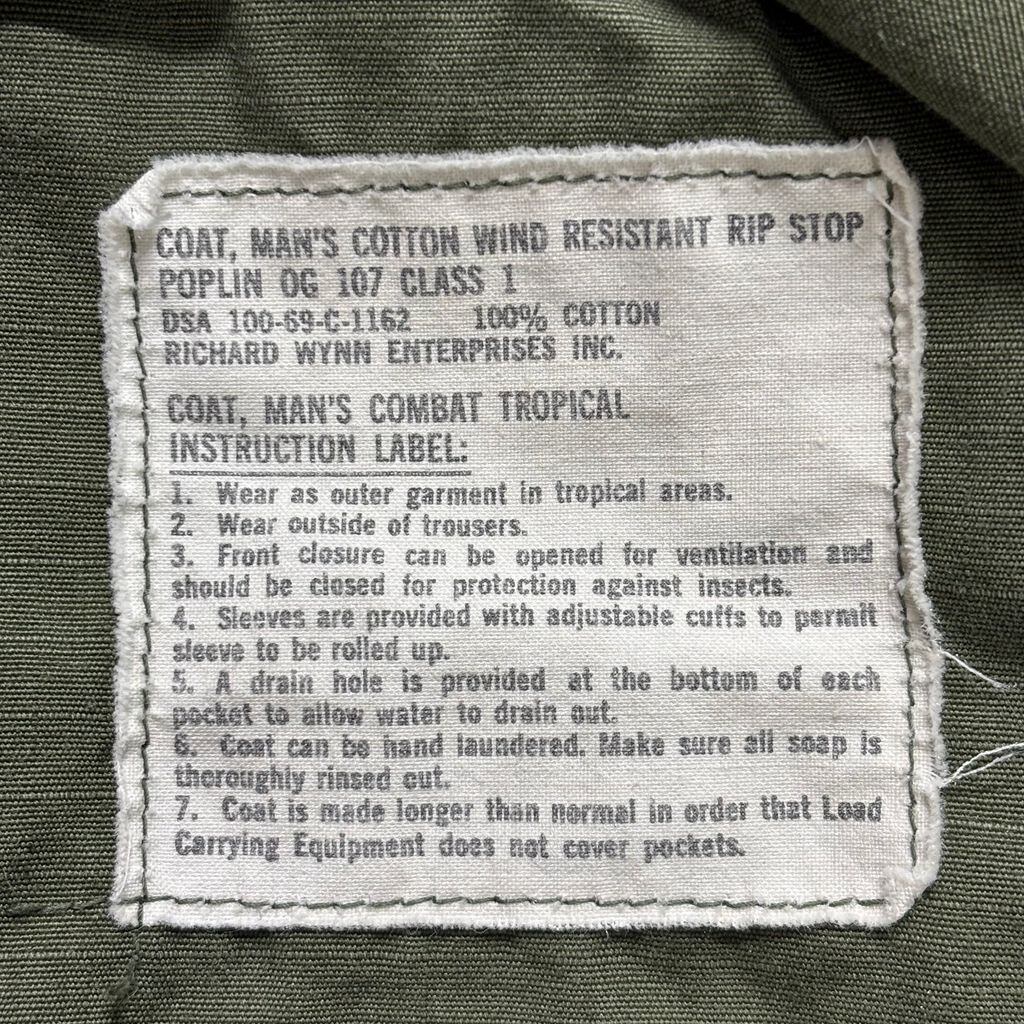 COAT, MAN'S COTTON WIND RESISTANT RIP STOP
POPLIN OG 107 CLASS 1
DSA 100-69-C-1162 100% COTTON
RICHARD WYNN ENTERPRISES INC.
COAT, MAN'S COMBAT TROPICAL
INSTRUCTION LABEL:
1. Wear as outer garment in tropical areas.
2. Wear outside of trousers.
3. Front closure can be opened for ventilation and
should be closed for protection against insects.
4. Sleeves are provided with adjustable cuffs to permit
sleeve to be rolled up.
5. A drain hole is provided at the bottom of each
pocket to allow water to drain out.
6. Coat can be hand laundered. Make sure all soap is
thoroughly rinsed out.
7. Coat is made longer than normal in order that Load
Carrying Equipment does not cover pockets.